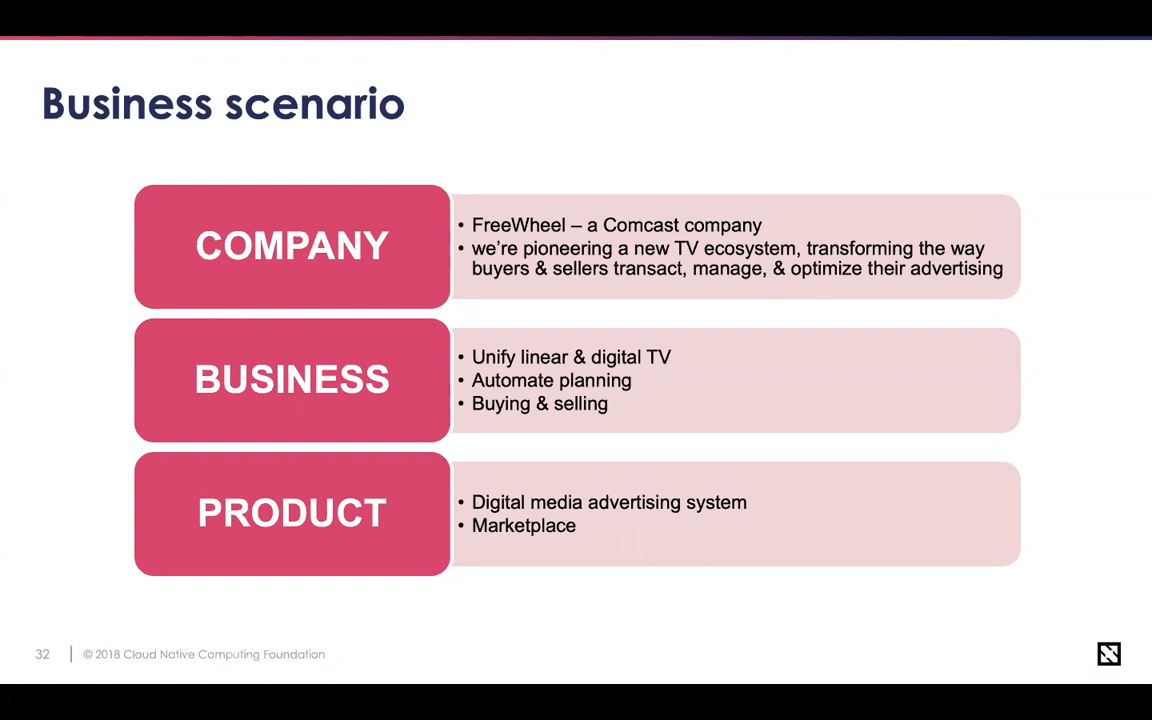 Business scenario
COMPANY
• FreeWheel – a Comcast company
• we’re pioneering a new TV ecosystem, transforming the way
buyers & sellers transact, manage, & optimize their advertising
BUSINESS
• Unify linear & digital TV
• Automate planning
• Buying & selling
PRODUCT
• Digital media advertising system
• Marketplace
32
© 2018 Cloud Native Computing Foundation